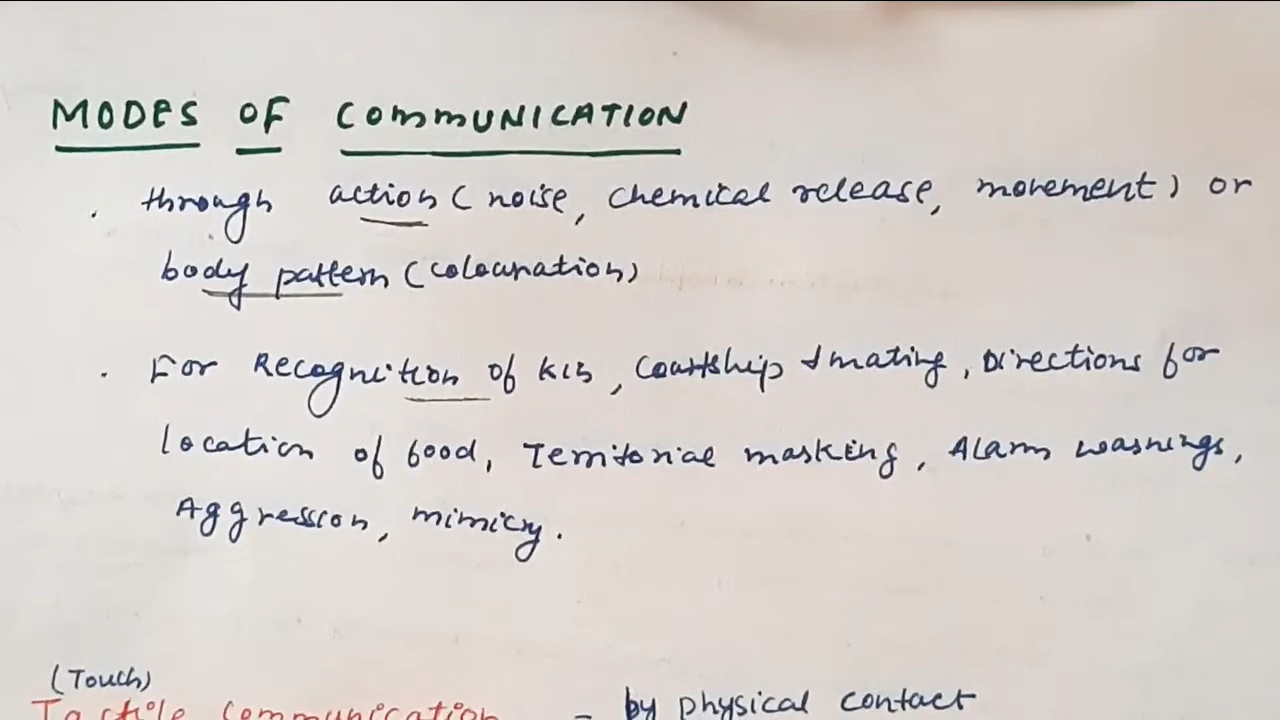 MODES OF COMMUNICATION
. through action (noise, chemical release, movement) or
body pattern (colouration)
. For Recognition of kin, Courtship & mating, Directions for
location of food, Territorial marking, Alarm warnings,
Aggression, mimicry.
(Touch)
Tactile Communication - by physical contact